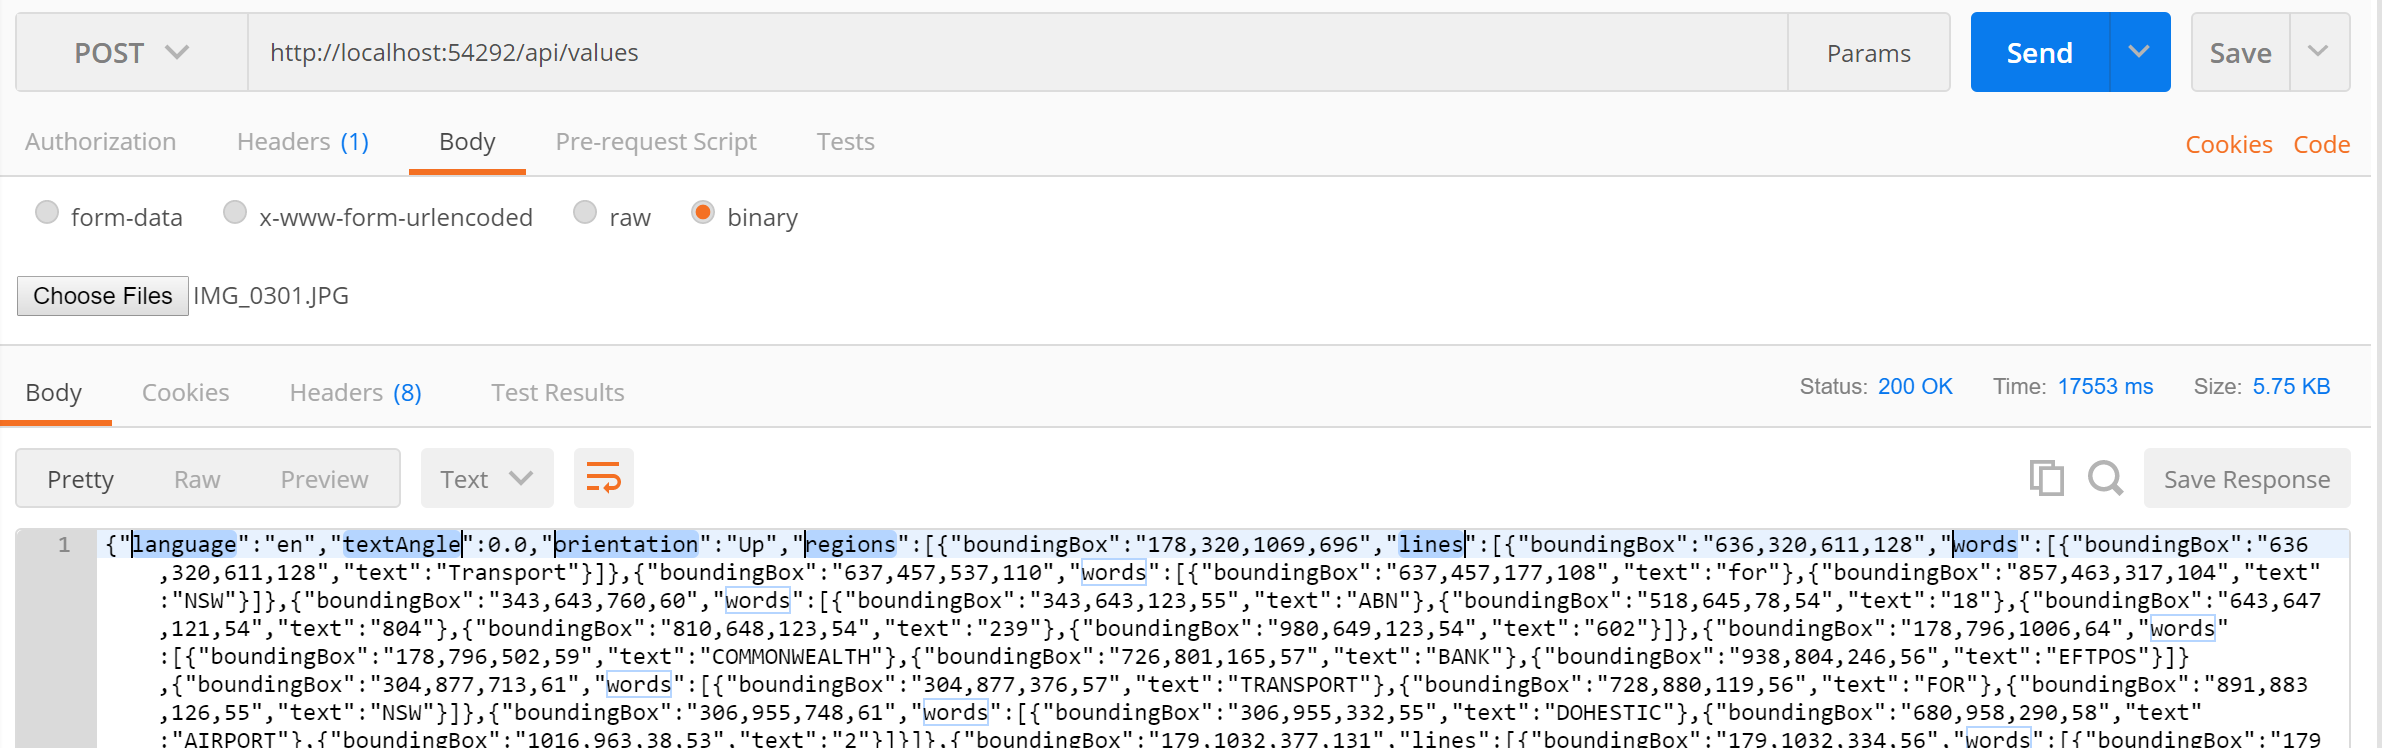 POST http://localhost:54292/api/values Params Send Save
Authorization Headers (1) Body Pre-request Script Tests Cookies Code
form-data x-www-form-urlencoded raw binary
Choose Files IMG_0301.JPG
Body Cookies Headers (8) Test Results Status: 200 OK Time: 17553 ms Size: 5.75 KB
Pretty Raw Preview Text Save Response
1 {"language":"en","textAngle":0.0,"orientation":"Up","regions":[{"boundingBox":"178,320,1069,696","lines":[{"boundingBox":"636,320,611,128","words":[{"boundingBox":"636
,320,611,128","text":"Transport"}]},{"boundingBox":"637,457,537,110","words":[{"boundingBox":"637,457,177,108","text":"for"},{"boundingBox":"857,463,317,104","text"
:"NSW"}]},{"boundingBox":"343,643,760,60","words":[{"boundingBox":"343,643,123,55","text":"ABN"},{"boundingBox":"518,645,78,54","text":"18"},{"boundingBox":"643,647
,121,54","text":"804"},{"boundingBox":"810,648,123,54","text":"239"},{"boundingBox":"980,649,123,54","text":"602"}]},{"boundingBox":"178,796,1006,64","words"
:[{"boundingBox":"178,796,502,59","text":"COMMONWEALTH"},{"boundingBox":"726,801,165,57","text":"BANK"},{"boundingBox":"938,804,246,56","text":"EFTPOS"}]}
,{"boundingBox":"304,877,713,61","words":[{"boundingBox":"304,877,376,57","text":"TRANSPORT"},{"boundingBox":"728,880,119,56","text":"FOR"},{"boundingBox":"891,883
,126,55","text":"NSW"}]},{"boundingBox":"306,955,748,61","words":[{"boundingBox":"306,955,332,55","text":"DOHESTIC"},{"boundingBox":"680,958,290,58","text"
:"AIRPORT"},{"boundingBox":"1016,963,38,53","text":"2"}]}]},{"boundingBox":"179,1032,377,131","lines":[{"boundingBox":"179,1032,334,56","words":[{"boundingBox":"179